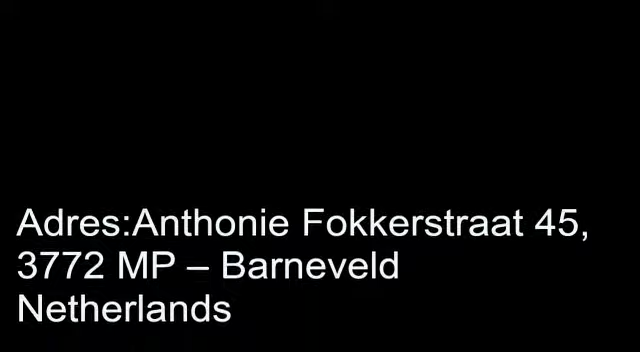 Adres:Anthonie Fokkerstraat 45,
3772 MP – Barneveld
Netherlands